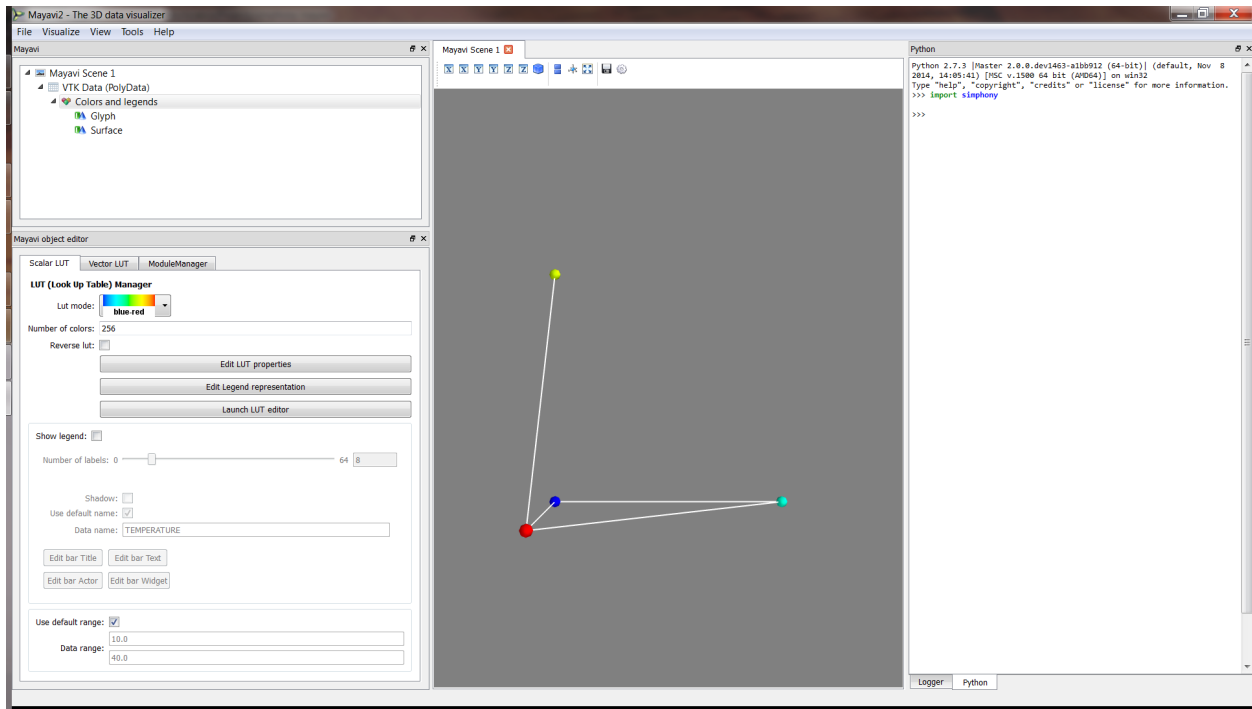 Mayavi2 - The 3D data visualizer
File Visualize View Tools Help
Mayavi
Mayavi Scene 1
VTK Data (PolyData)
Colors and legends
Glyph
Surface
Mayavi object editor
Scalar LUT Vector LUT ModuleManager
LUT (Look Up Table) Manager
Lut mode: blue-red
Number of colors: 256
Reverse lut:
Edit LUT properties
Edit Legend representation
Launch LUT editor
Show legend:
Number of labels: 0 64 8
Shadow:
Use default name:
Data name: TEMPERATURE
Edit bar Title Edit bar Text
Edit bar Actor Edit bar Widget
Use default range:
Data range: 10.0
40.0
Mayavi Scene 1
X X Y Y Z Z
Python
Python 2.7.3 |Master 2.0.0.dev1463-a1bb912 (64-bit)| (default, Nov 8
2014, 14:05:41) [MSC v.1500 64 bit (AMD64)] on win32
Type "help", "copyright", "credits" or "license" for more information.
>>> import simphony
>>>
Logger Python